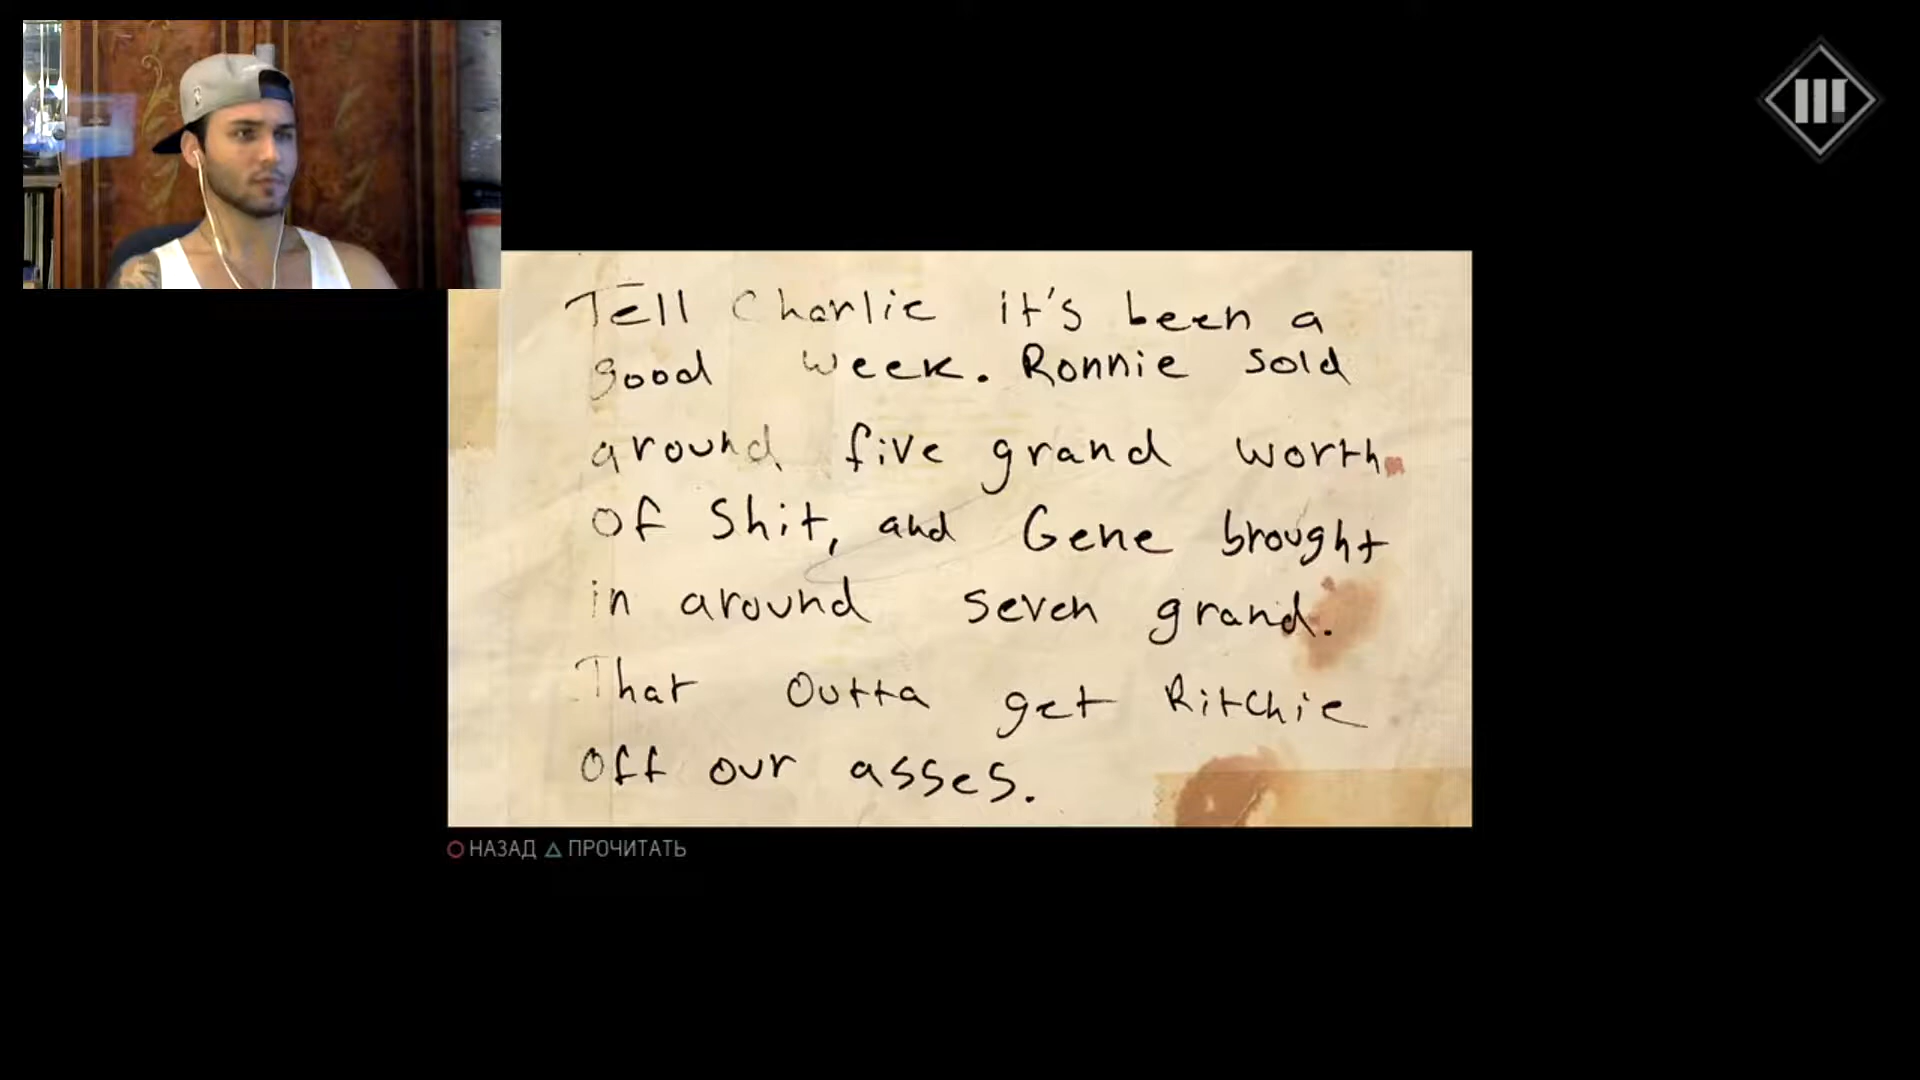 Tell Charlie it's been a
good week. Ronnie sold
around five grand worth
of shit, and Gene brought
in around seven grand.
That outta get Ritchie
off our asses.
НАЗАД ПРОЧИТАТЬ